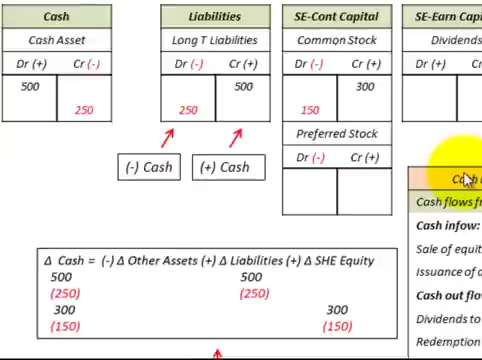 Cash
Liabilities
SE-Cont Capital
SE-Earn Capi
Cash Asset
Long T Liabilities
Common Stock
Dividends
Dr (+) Cr (-)
Dr (-) Cr (+)
Dr (-) Cr (+)
Dr (+) C
500
500
300
250
250
150
Preferred Stock
Dr (-) Cr (+)
(-) Cash
(+) Cash
Cash
Cash flows fr
Cash infow:
Sale of equit
Issuance of d
Cash out flo
Dividends to
Redemption
Δ Cash = (-) Δ Other Assets (+) Δ Liabilities (+) Δ SHE Equity
500 500
(250) (250)
300 300
(150) (150)